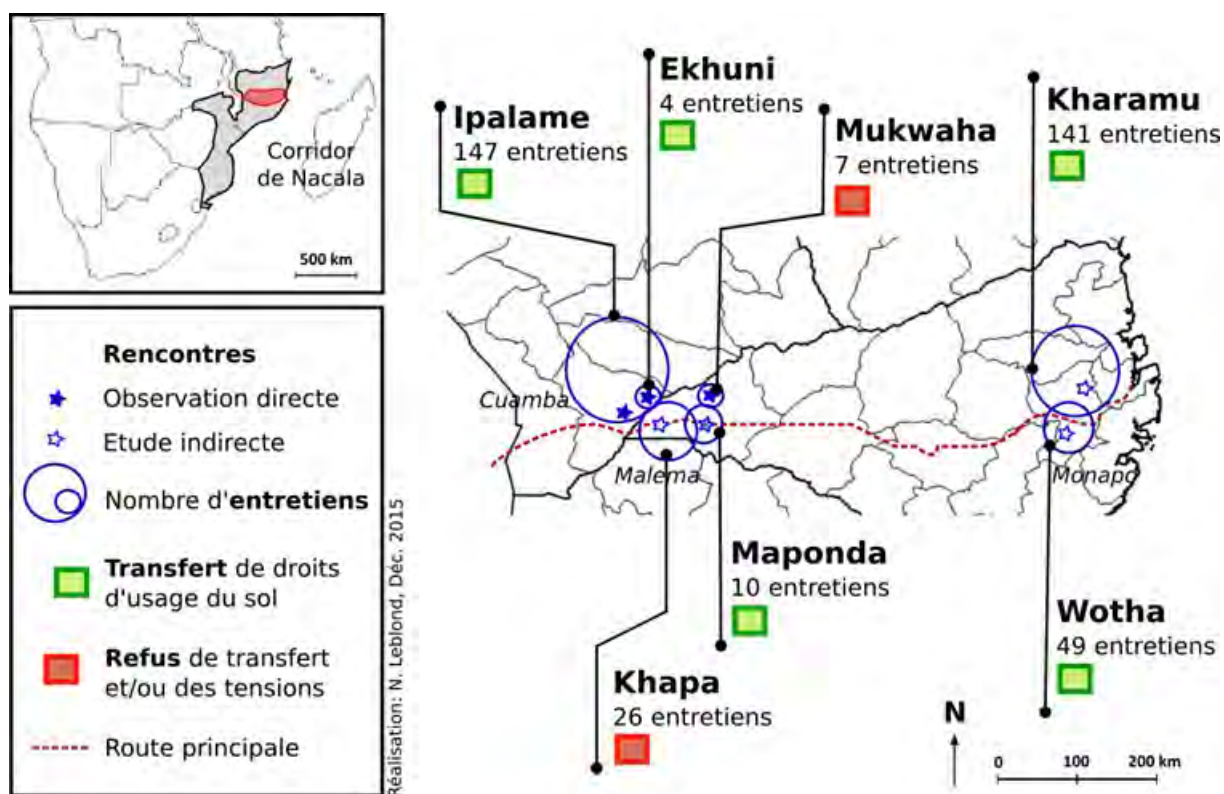 Corridor
de Nacala
500 km
Rencontres
Observation directe
Etude indirecte
Nombre d'entretiens
Transfert de droits
d'usage du sol
Refus de transfert
et/ou des tensions
Route principale
Réalisation: N. Leblond, Déc. 2015
Ipalame
147 entretiens
Ekhuni
4 entretiens
Mukwaha
7 entretiens
Kharamu
141 entretiens
Cuamba
Malema
Monapo
Maponda
10 entretiens
Khapa
26 entretiens
Wotha
49 entretiens
N
0 100 200 km